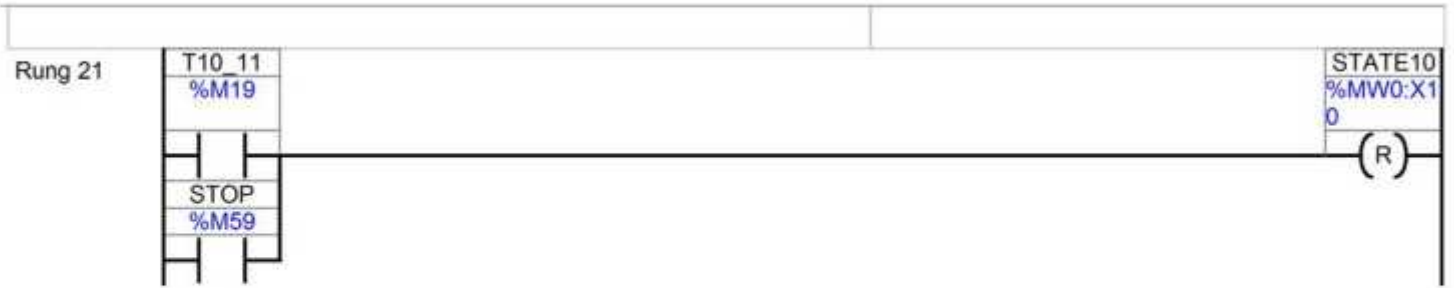 Rung 21
T10_11
%M19
STATE10
%MW0:X1
0
R
STOP
%M59